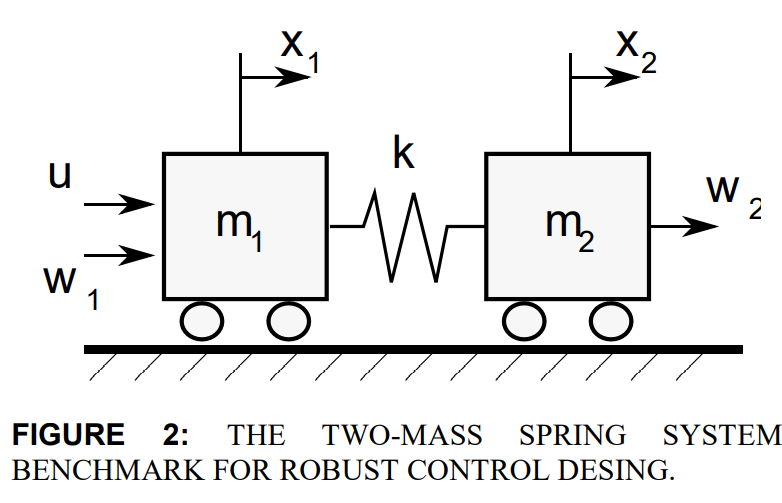 x1
x2
k
u
w2
m1
m2
w1
FIGURE 2: THE TWO-MASS SPRING SYSTEM
BENCHMARK FOR ROBUST CONTROL DESING.